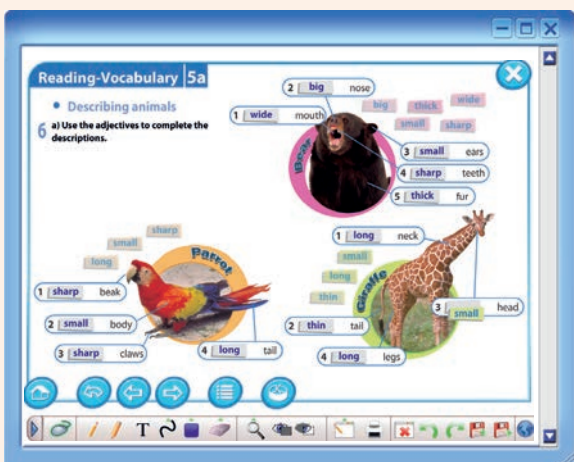 Reading-Vocabulary 5a
• Describing animals
6 a) Use the adjectives to complete the
descriptions.
big thick wide
small sharp
Bear
1 wide mouth
2 big nose
3 small ears
4 sharp teeth
5 thick fur
sharp
small
long
Parrot
1 sharp beak
2 small body
3 sharp claws
4 long tail
small
long
thin
Giraffe
1 long neck
2 thin tail
3 small head
4 long legs
T